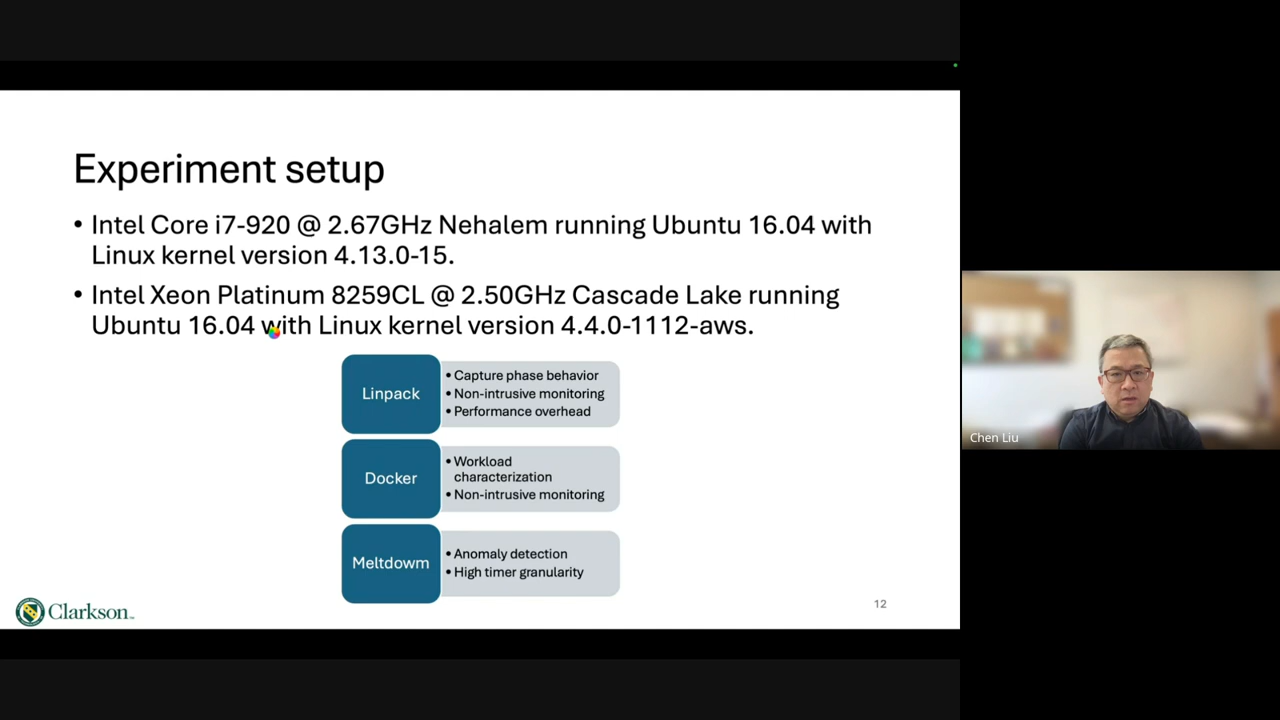 Experiment setup
• Intel Core i7-920 @ 2.67GHz Nehalem running Ubuntu 16.04 with
Linux kernel version 4.13.0-15.
• Intel Xeon Platinum 8259CL @ 2.50GHz Cascade Lake running
Ubuntu 16.04 with Linux kernel version 4.4.0-1112-aws.
Linpack
• Capture phase behavior
• Non-intrusive monitoring
• Performance overhead
Docker
• Workload
characterization
• Non-intrusive monitoring
Meltdowm
• Anomaly detection
• High timer granularity
Clarkson
12
Chen Liu